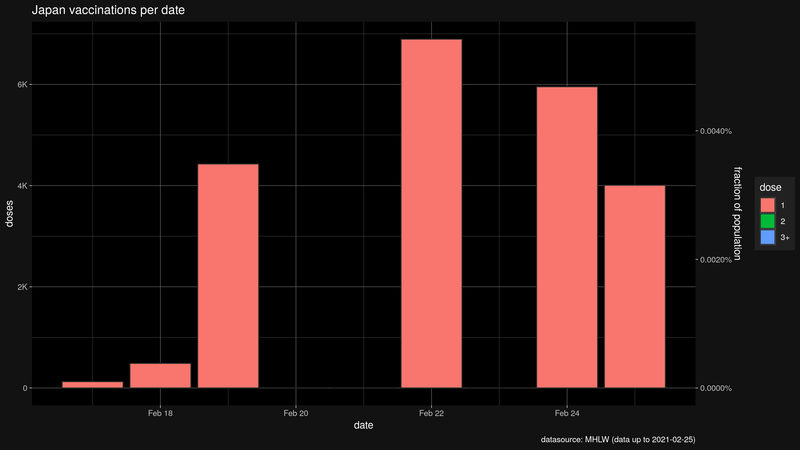 Japan vaccinations per date
6K
4K
2K
0
doses
0.0040%
0.0020%
0.0000%
fraction of population
dose
1
2
3+
Feb 18
Feb 20
Feb 22
Feb 24
date
datasource: MHLW (data up to 2021-02-25)